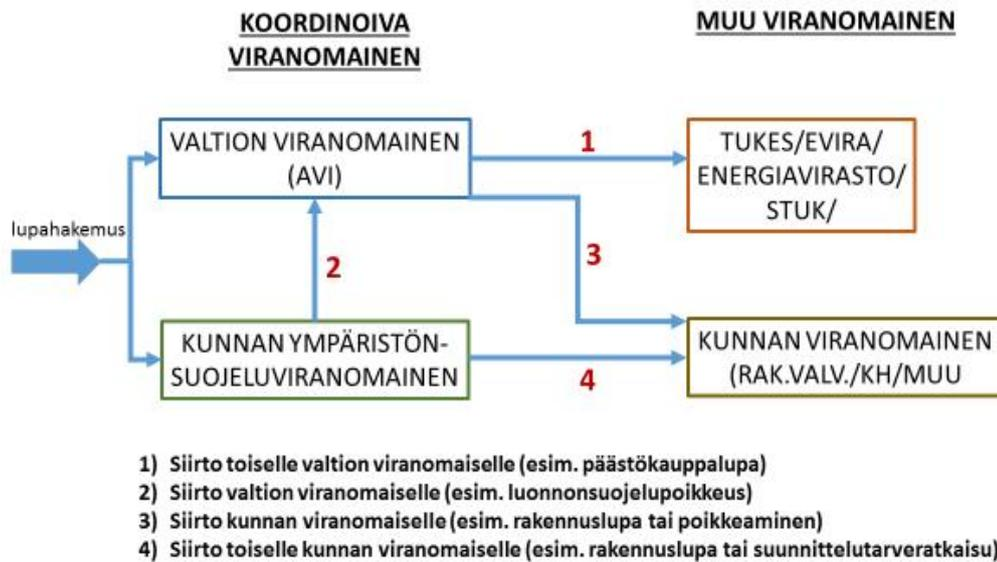 KOORDINOIVA
VIRANOMAINEN
MUU VIRANOMAINEN
VALTION VIRANOMAINEN
(AVI)
1
TUKES/EVIRA/
ENERGIAVIRASTO/
STUK/
lupahakemus
2
3
KUNNAN YMPÄRISTÖN-
SUOJELUVIRANOMAINEN
4
KUNNAN VIRANOMAINEN
(RAK.VALV./KH/MUU
1) Siirto toiselle valtion viranomaiselle (esim. päästökauppalupa)
2) Siirto valtion viranomaiselle (esim. luonnonsuojelupoikkeus)
3) Siirto kunnan viranomaiselle (esim. rakennuslupa tai poikkeaminen)
4) Siirto toiselle kunnan viranomaiselle (esim. rakennuslupa tai suunnittelutarveratkaisu)